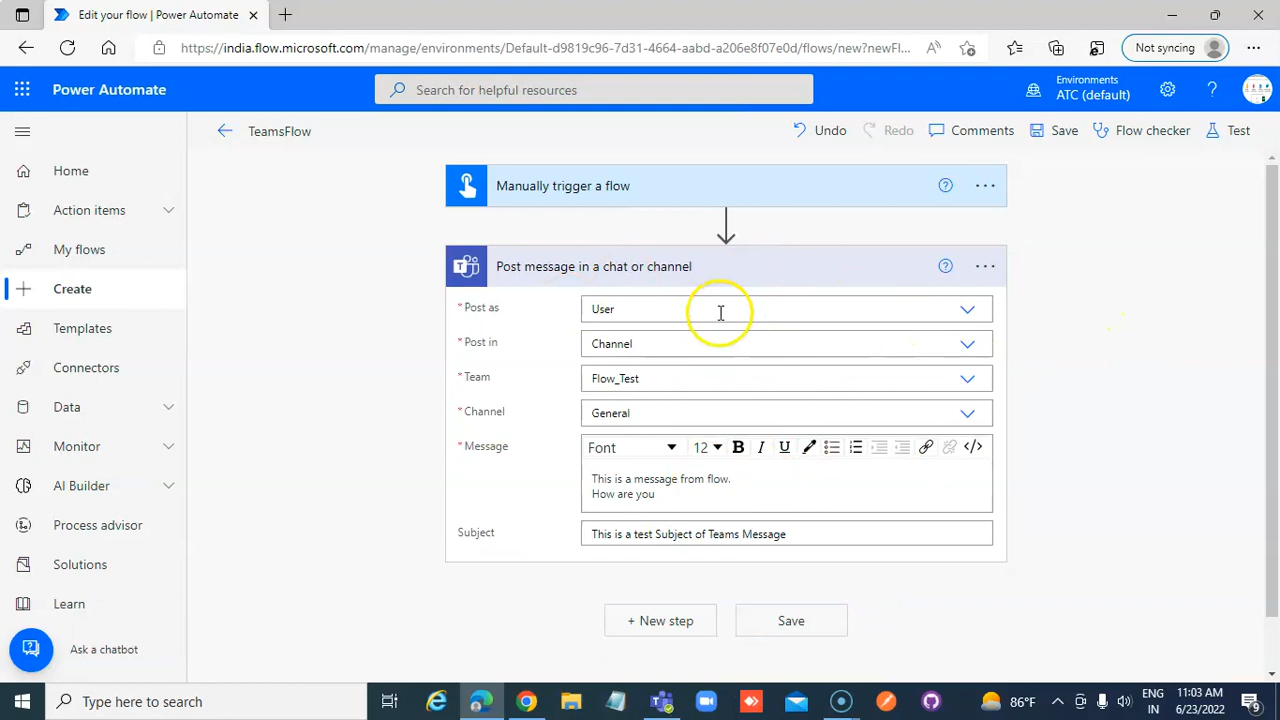 Edit your flow | Power Automate
https://india.flow.microsoft.com/manage/environments/Default-d9819c96-7d31-4664-aabd-a206e8f07e0d/flows/new?newFl...
Not syncing
Power Automate
Search for helpful resources
Environments
ATC (default)
TeamsFlow
Undo
Redo
Comments
Save
Flow checker
Test
Home
Action items
My flows
Create
Templates
Connectors
Data
Monitor
AI Builder
Process advisor
Solutions
Learn
Ask a chatbot
Manually trigger a flow
Post message in a chat or channel
* Post as
User
* Post in
Channel
* Team
Flow_Test
* Channel
General
* Message
Font
12
B I U
This is a message from flow.
How are you
Subject
This is a test Subject of Teams Message
+ New step
Save
Type here to search
86°F
ENG
IN
11:03 AM
6/23/2022
9